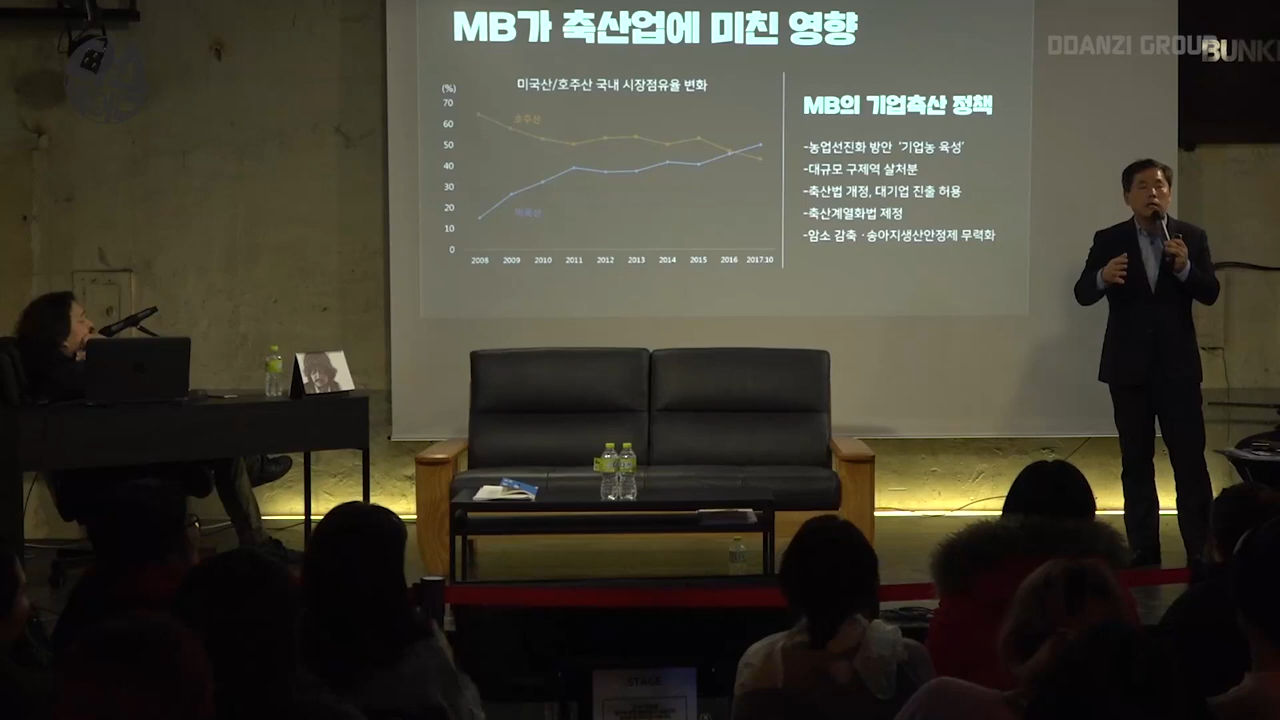 MB가 축산업에 미친 영향
DDANZI GROUP
BUNK
미국산/호주산 국내 시장점유율 변화
(%)
70
60
50
40
30
20
10
0
호주산
미국산
2008 2009 2010 2011 2012 2013 2014 2015 2016 2017.10
MB의 기업축산 정책
-농업선진화 방안 '기업농 육성'
-대규모 구제역 살처분
-축산법 개정, 대기업 진출 허용
-축산계열화법 제정
-암소 감축·송아지생산안정제 무력화
STAGE